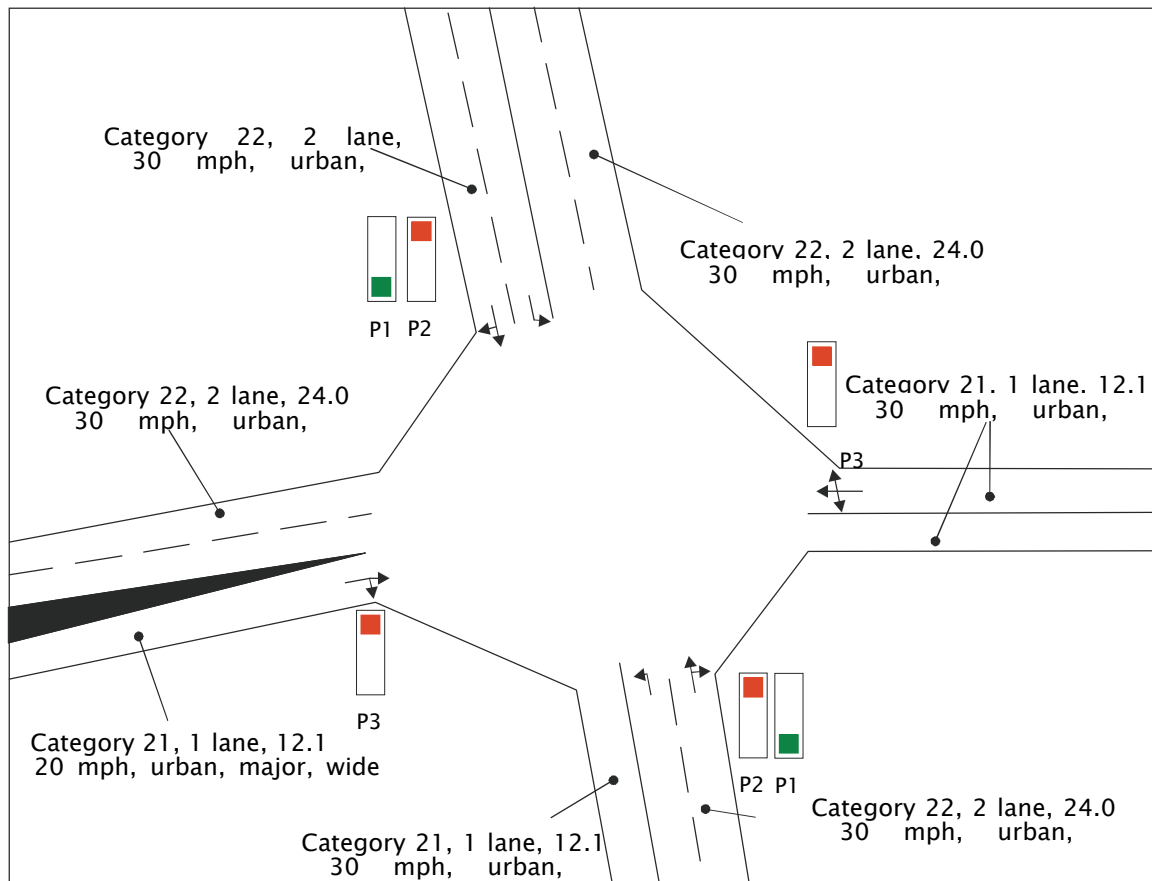 Category 22, 2 lane,
30 mph, urban,
Category 22, 2 lane, 24.0
30 mph, urban,
P1 P2
Category 21. 1 lane. 12.1
30 mph, urban,
Category 22, 2 lane, 24.0
30 mph, urban,
P3
P3
Category 21, 1 lane, 12.1
20 mph, urban, major, wide
P2 P1
Category 22, 2 lane, 24.0
30 mph, urban,
Category 21, 1 lane, 12.1
30 mph, urban,